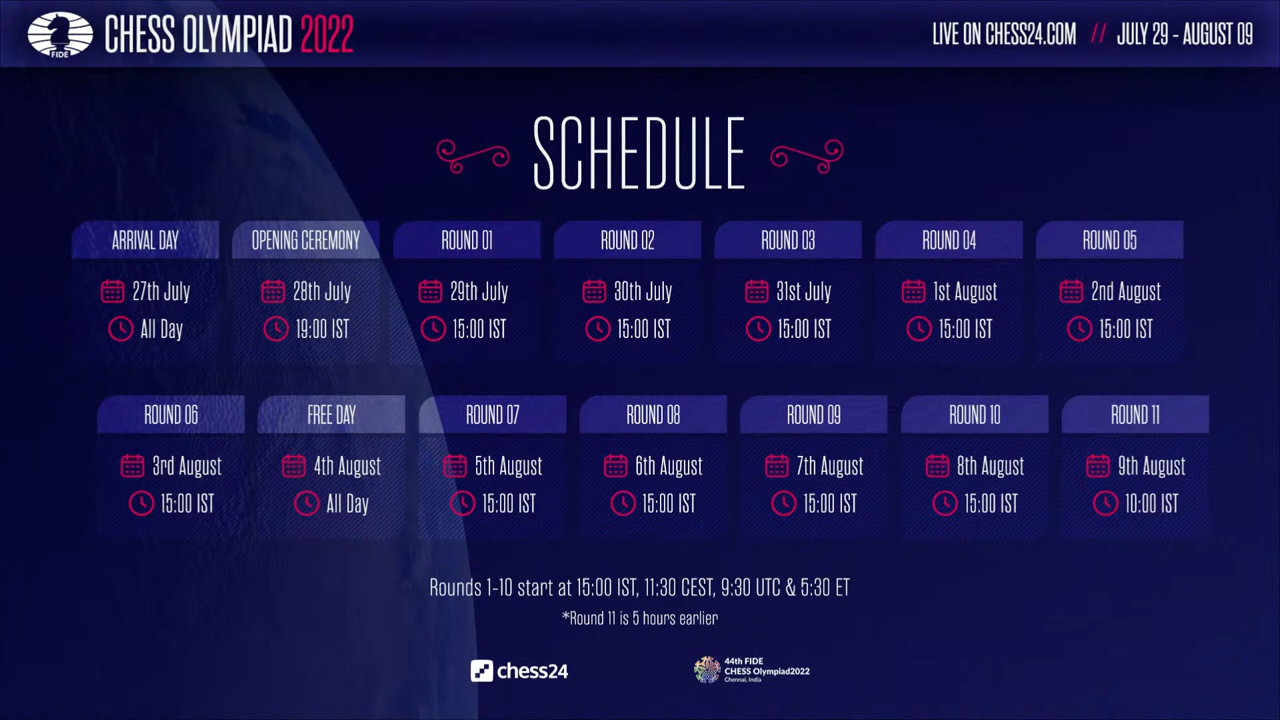 FIDE
CHESS OLYMPIAD 2022
LIVE ON CHESS24.COM // JULY 29 - AUGUST 09
SCHEDULE
ARRIVAL DAY
27th July
All Day
OPENING CEREMONY
28th July
19:00 IST
ROUND 01
29th July
15:00 IST
ROUND 02
30th July
15:00 IST
ROUND 03
31st July
15:00 IST
ROUND 04
1st August
15:00 IST
ROUND 05
2nd August
15:00 IST
ROUND 06
3rd August
15:00 IST
FREE DAY
4th August
All Day
ROUND 07
5th August
15:00 IST
ROUND 08
6th August
15:00 IST
ROUND 09
7th August
15:00 IST
ROUND 10
8th August
15:00 IST
ROUND 11
9th August
10:00 IST
Rounds 1-10 start at 15:00 IST, 11:30 CEST, 9:30 UTC & 5:30 ET
*Round 11 is 5 hours earlier
chess24
44th FIDE
CHESS Olympiad2022
Chennai, India